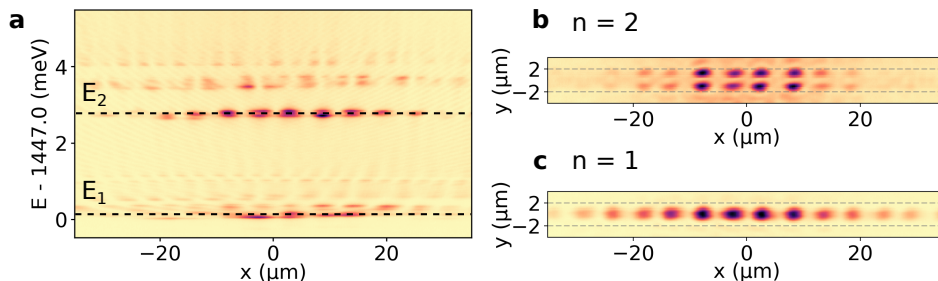 a
E - 1447.0 (meV)
4
2
0
E₂
E₁
−20
0
20
x (μm)
b
n = 2
y (μm)
2
−2
−20
0
20
x (μm)
c
n = 1
y (μm)
2
−2
−20
0
20
x (μm)